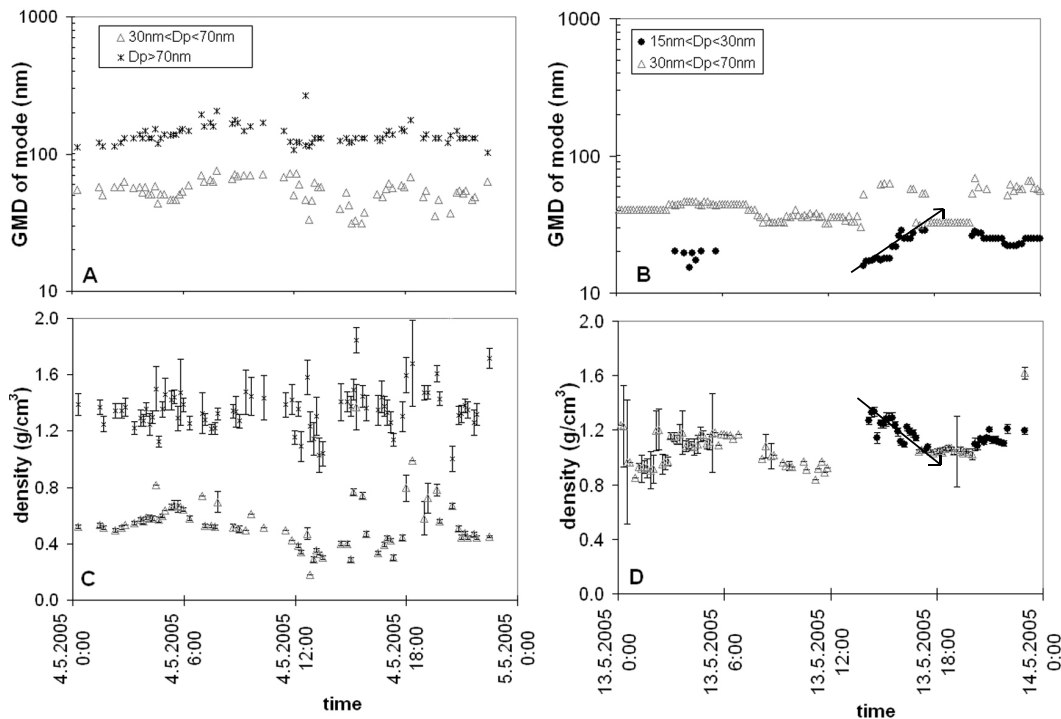 1000
100
10
GMD of mode (nm)
30nm<Dp<70nm
Dp>70nm
A
1000
100
10
GMD of mode (nm)
15nm<Dp<30nm
30nm<Dp<70nm
B
2.0
1.6
1.2
0.8
0.4
0.0
density (g/cm³)
C
4.5.2005
0:00
4.5.2005
6:00
4.5.2005
12:00
4.5.2005
18:00
5.5.2005
0:00
time
2.0
1.6
1.2
0.8
0.4
0.0
density (g/cm³)
D
13.5.2005
0:00
13.5.2005
6:00
13.5.2005
12:00
13.5.2005
18:00
14.5.2005
0:00
time